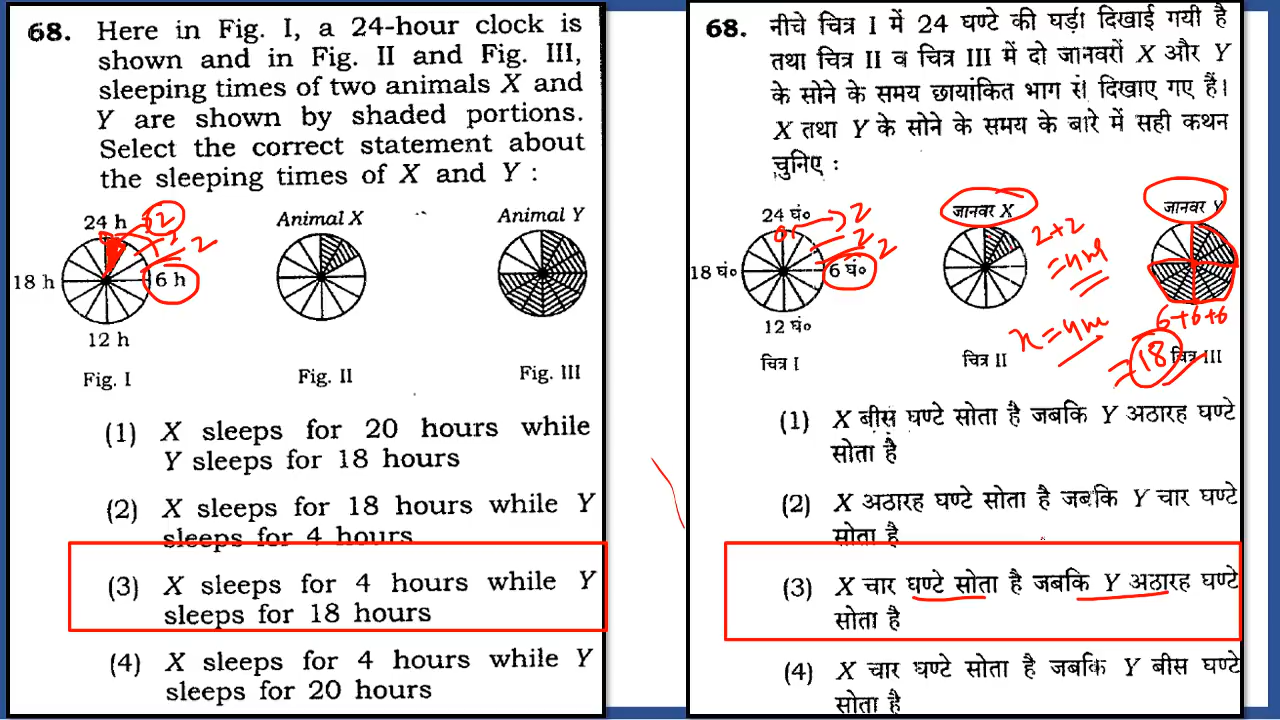 68. Here in Fig. I, a 24-hour clock is
shown and in Fig. II and Fig. III,
sleeping times of two animals X and
Y are shown by shaded portions.
Select the correct statement about
the sleeping times of X and Y :
24 h
18 h
6 h
12 h
Fig. I
2
2
2
Animal X
Fig. II
Animal Y
Fig. III
(1) X sleeps for 20 hours while
Y sleeps for 18 hours
(2) X sleeps for 18 hours while Y
sleeps for 4 hours
(3) X sleeps for 4 hours while Y
sleeps for 18 hours
(4) X sleeps for 4 hours while Y
sleeps for 20 hours
68. नीचे चित्र I में 24 घण्टे की घड़ी दिखाई गयी है
तथा चित्र II व चित्र III में दो जानवरों X और Y
के सोने के समय छायांकित भाग से दिखाए गए हैं।
X तथा Y के सोने के समय के बारे में सही कथन
चुनिए :
24 घं०
18 घं०
6 घं०
12 घं०
चित्र I
2
2
2
जानवर X
2+2
चित्र II
जानवर Y
6+6+6
= 18
चित्र III
(1) X बीस घण्टे सोता है जबकि Y अठारह घण्टे
सोता है
(2) X अठारह घण्टे सोता है जबकि Y चार घण्टे
सोता है
(3) X चार घण्टे सोता है जबकि Y अठारह घण्टे
सोता है
(4) X चार घण्टे सोता है जबकि Y बीस घण्टे
सोता है